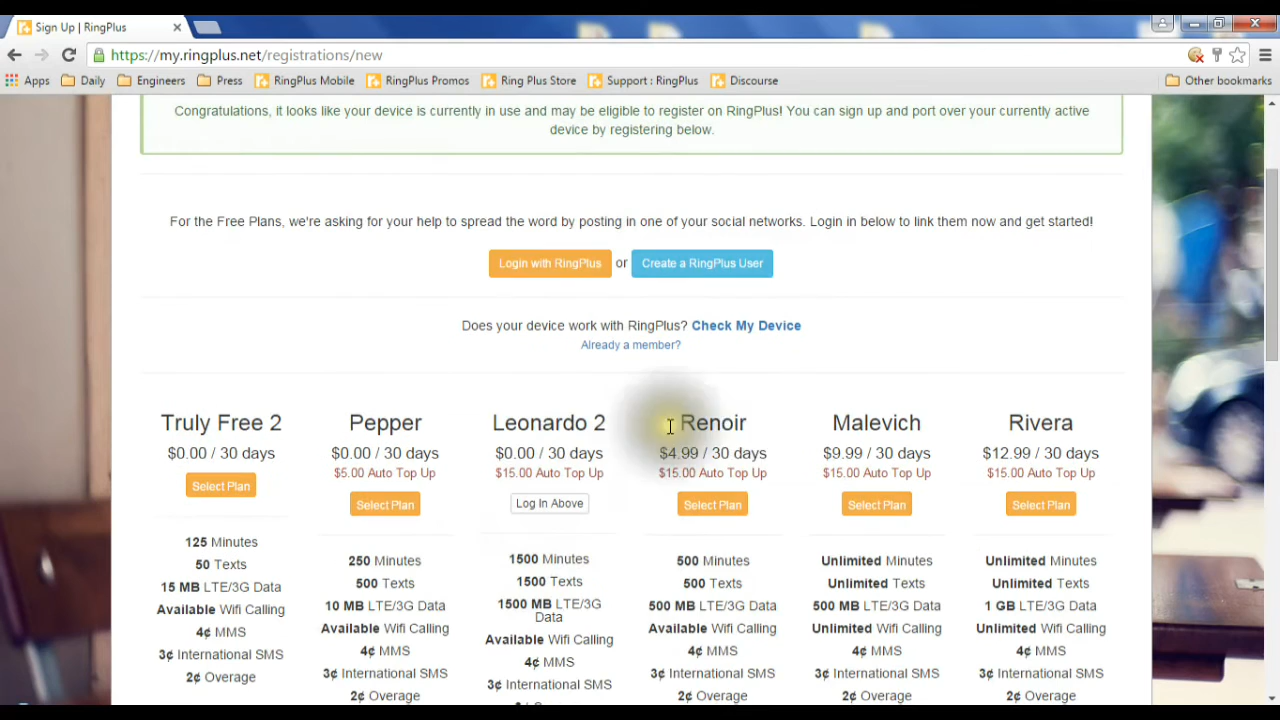 Sign Up | RingPlus
https://my.ringplus.net/registrations/new
Apps Daily Engineers Press RingPlus Mobile RingPlus Promos Ring Plus Store Support : RingPlus Discourse Other bookmarks
Congratulations, it looks like your device is currently in use and may be eligible to register on RingPlus! You can sign up and port over your currently active
device by registering below.
For the Free Plans, we're asking for your help to spread the word by posting in one of your social networks. Login in below to link them now and get started!
Login with RingPlus or Create a RingPlus User
Does your device work with RingPlus? Check My Device
Already a member?
Truly Free 2
$0.00 / 30 days
Select Plan
125 Minutes
50 Texts
15 MB LTE/3G Data
Available Wifi Calling
4¢ MMS
3¢ International SMS
2¢ Overage
Pepper
$0.00 / 30 days
$5.00 Auto Top Up
Select Plan
250 Minutes
500 Texts
10 MB LTE/3G Data
Available Wifi Calling
4¢ MMS
3¢ International SMS
2¢ Overage
Leonardo 2
$0.00 / 30 days
$15.00 Auto Top Up
Log In Above
1500 Minutes
1500 Texts
1500 MB LTE/3G
Data
Available Wifi Calling
4¢ MMS
3¢ International SMS
Renoir
$4.99 / 30 days
$15.00 Auto Top Up
Select Plan
500 Minutes
500 Texts
500 MB LTE/3G Data
Available Wifi Calling
4¢ MMS
3¢ International SMS
2¢ Overage
Malevich
$9.99 / 30 days
$15.00 Auto Top Up
Select Plan
Unlimited Minutes
Unlimited Texts
500 MB LTE/3G Data
Unlimited Wifi Calling
4¢ MMS
3¢ International SMS
2¢ Overage
Rivera
$12.99 / 30 days
$15.00 Auto Top Up
Select Plan
Unlimited Minutes
Unlimited Texts
1 GB LTE/3G Data
Unlimited Wifi Calling
4¢ MMS
3¢ International SMS
2¢ Overage